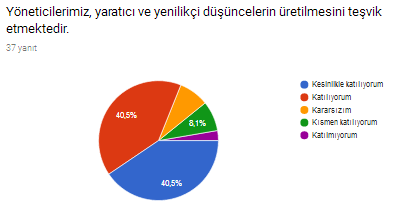 Yöneticilerimiz, yaratıcı ve yenilikçi düşüncelerin üretilmesini teşvik
etmektedir.
37 yanıt
Kesinlikle katılıyorum
Katılıyorum
Kararsızım
Kısmen katılıyorum
Katılmıyorum
40,5%
8,1%
40,5%